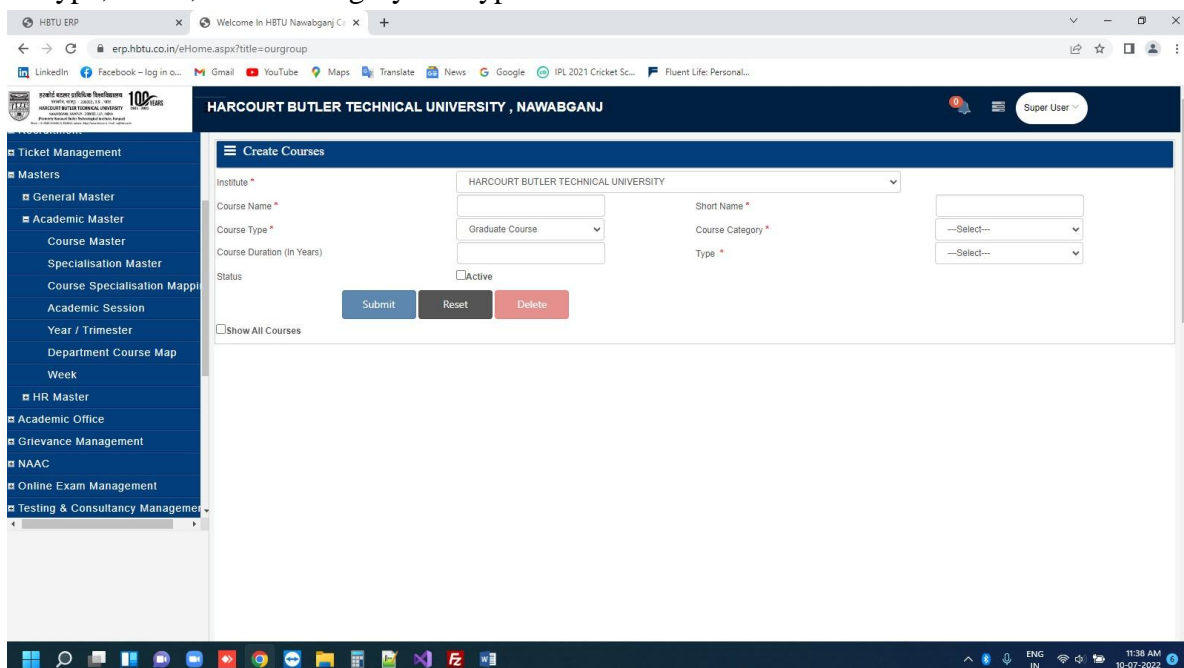 HBTU ERP
Welcome In HBTU Nawabganj Ca
erp.hbtu.co.in/eHome.aspx?title=ourgroup
LinkedIn Facebook – log in o... Gmail YouTube Maps Translate News Google IPL 2021 Cricket Sc... Fluent Life: Personal...
100 YEARS
HARCOURT BUTLER TECHNICAL UNIVERSITY , NAWABGANJ
0
Super User
Ticket Management
Masters
General Master
Academic Master
Course Master
Specialisation Master
Course Specialisation Mappi
Academic Session
Year / Trimester
Department Course Map
Week
HR Master
Academic Office
Grievance Management
NAAC
Online Exam Management
Testing & Consultancy Managemen
Create Courses
Institute * HARCOURT BUTLER TECHNICAL UNIVERSITY
Course Name * Short Name *
Course Type * Graduate Course Course Category * ---Select---
Course Duration (In Years) Type * ---Select---
Status Active
Submit Reset Delete
Show All Courses
ENG 11:38 AM
IN 10-07-2022 6